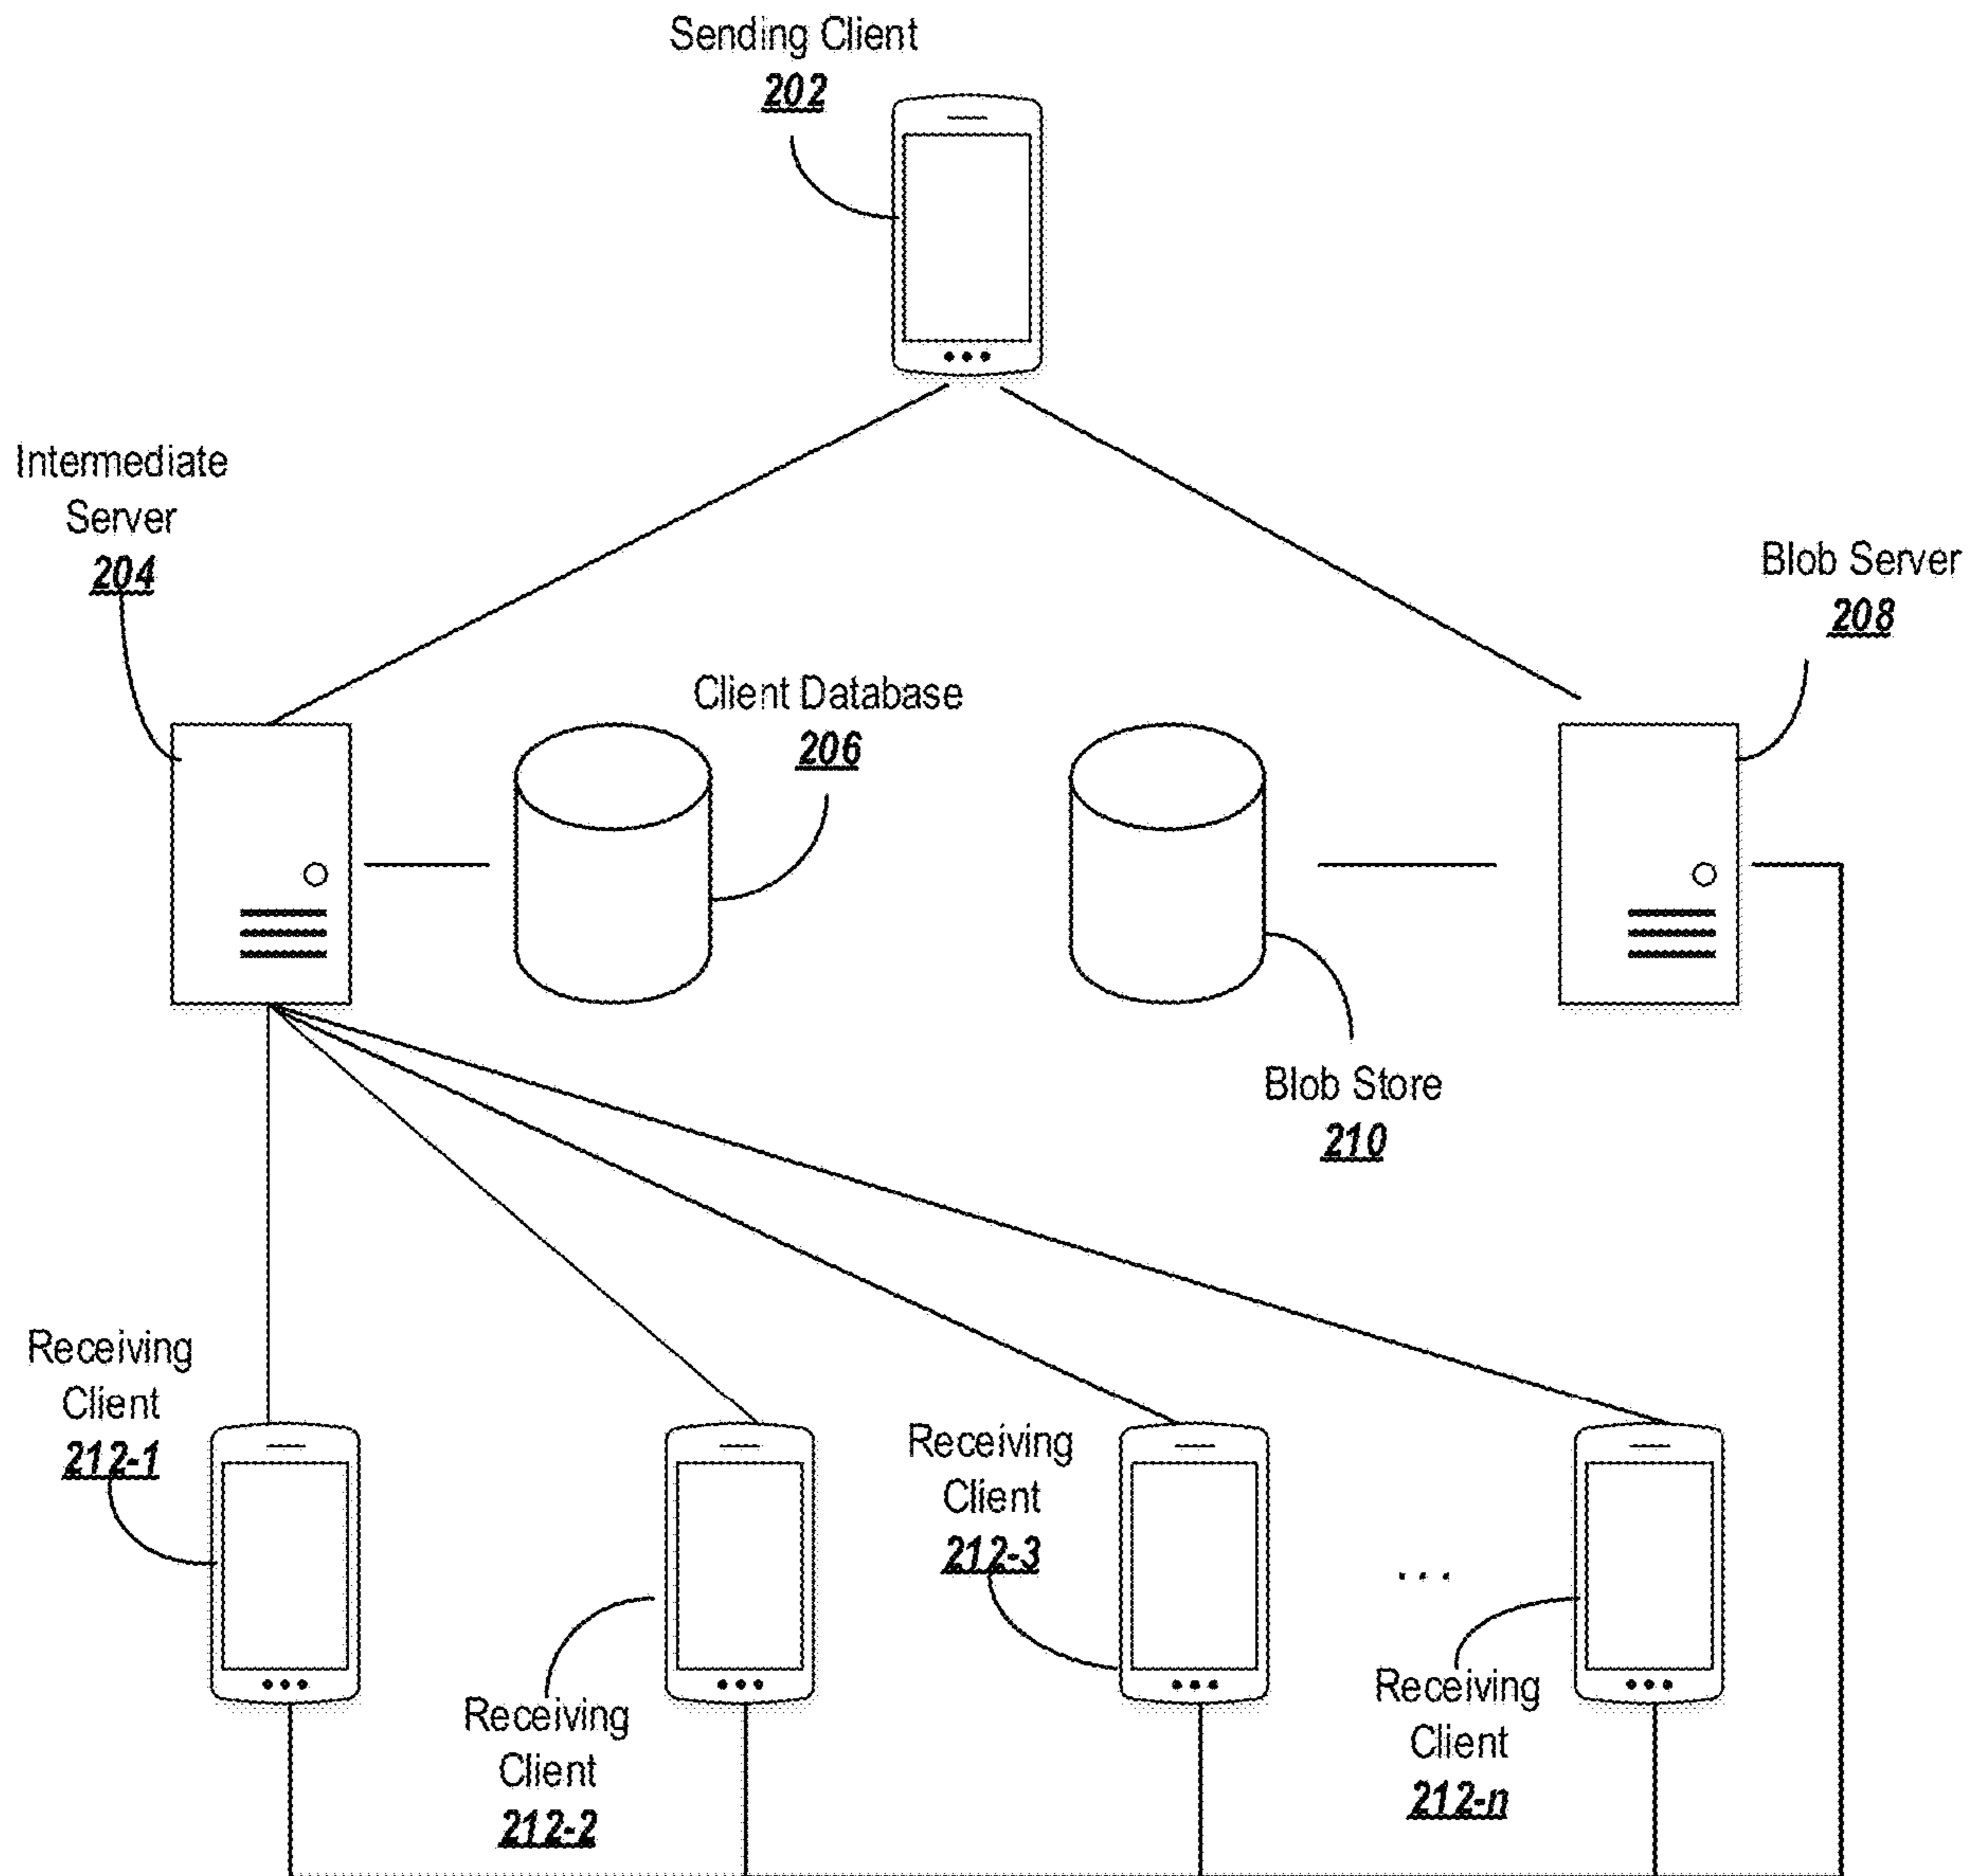 Sending Client
202
Intermediate
Server
204
Blob Server
208
Client Database
206
Blob Store
210
Receiving
Client
212-1
Receiving
Client
212-2
Receiving
Client
212-3
...
Receiving
Client
212-n